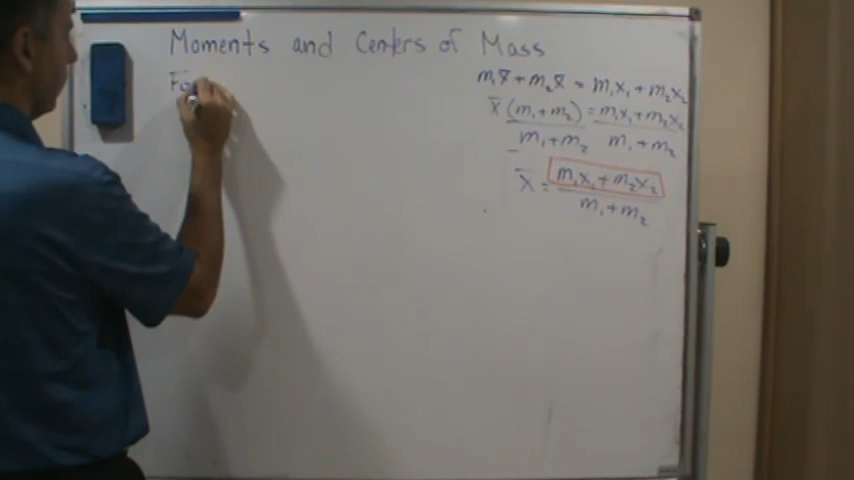 Moments and Centers of Mass
Fo
m₁x̄ + m₂x̄ = m₁x₁ + m₂x₂
x̄ (m₁+m₂) = m₁x₁+m₂x₂
m₁+m₂ m₁+m₂
x̄ = m₁x₁ + m₂x₂
m₁+m₂